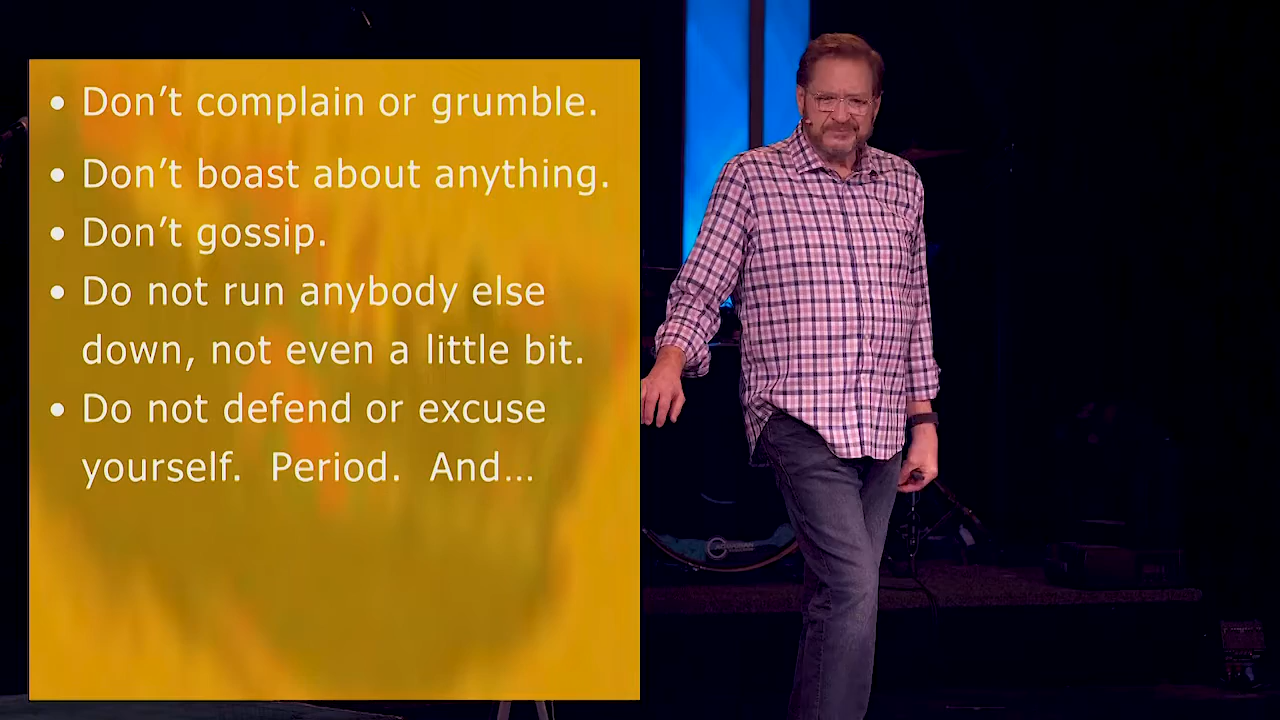 • Don’t complain or grumble.
• Don’t boast about anything.
• Don’t gossip.
• Do not run anybody else
down, not even a little bit.
• Do not defend or excuse
yourself.  Period.  And…